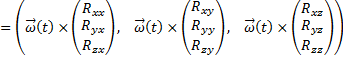 = ( ω⃗(t) × ( R_xx R_yx R_zx ), ω⃗(t) × ( R_xy R_yy R_zy ), ω⃗(t) × ( R_xz R_yz R_zz ) )